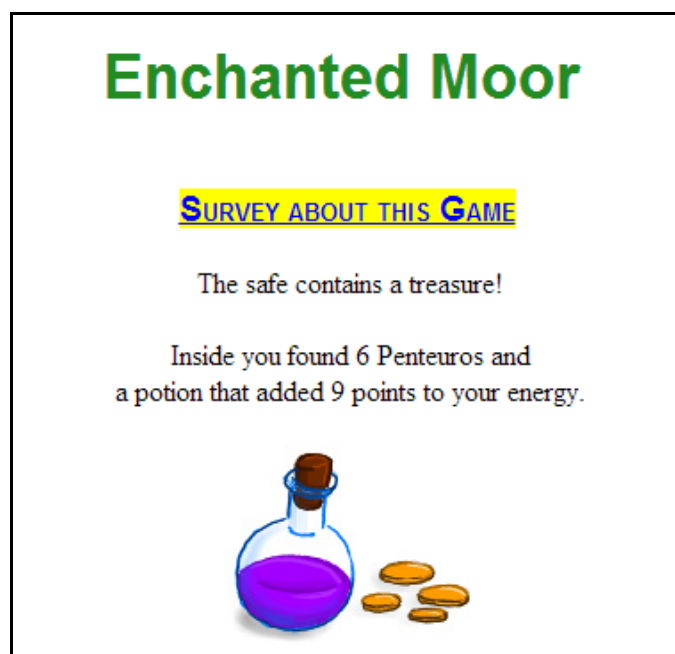 Enchanted Moor
Survey about this Game
The safe contains a treasure!
Inside you found 6 Penteuros and
a potion that added 9 points to your energy.